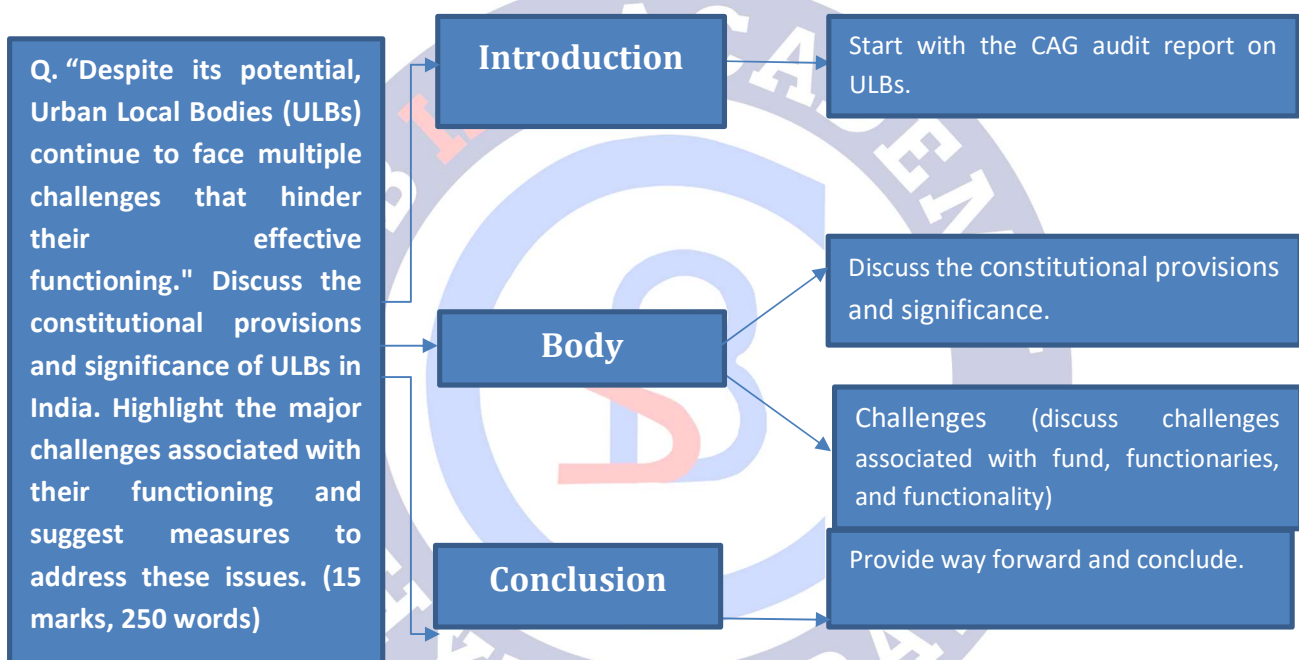 Q. “Despite its potential,
Urban Local Bodies (ULBs)
continue to face multiple
challenges that hinder
their effective
functioning." Discuss the
constitutional provisions
and significance of ULBs in
India. Highlight the major
challenges associated with
their functioning and
suggest measures to
address these issues. (15
marks, 250 words)
Introduction
Start with the CAG audit report on
ULBs.
Body
Discuss the constitutional provisions
and significance.
Challenges (discuss challenges
associated with fund, functionaries,
and functionality)
Conclusion
Provide way forward and conclude.